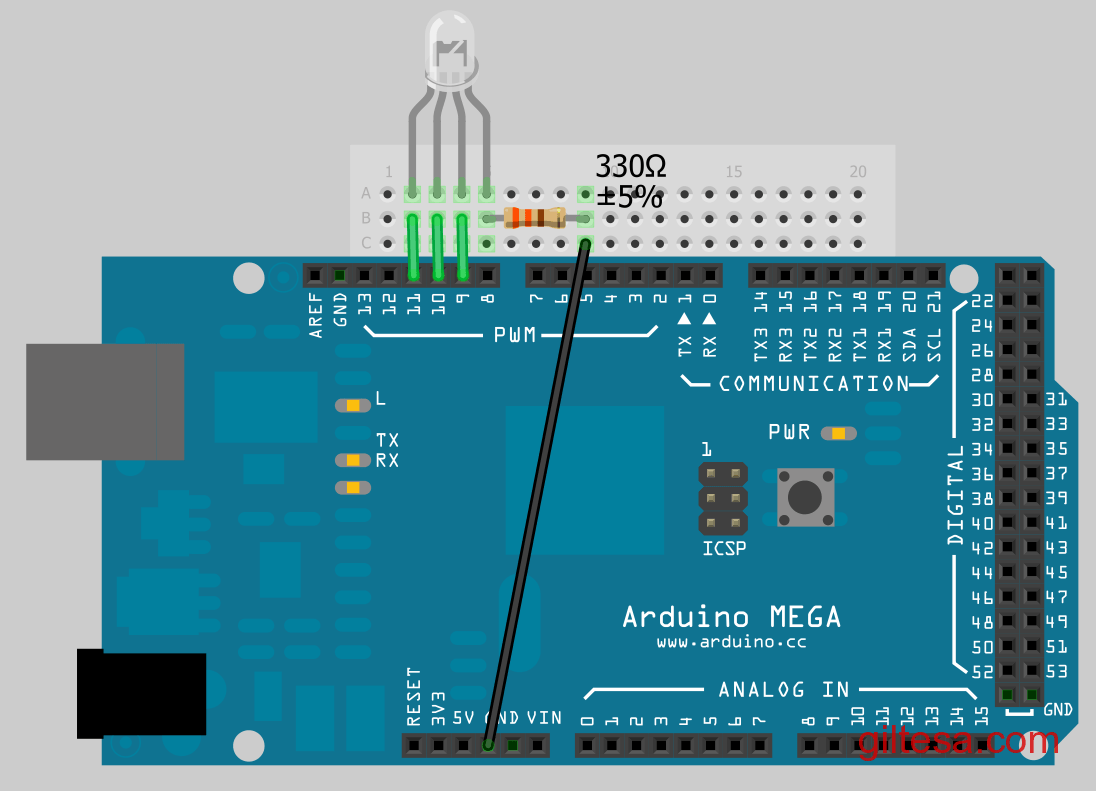 330Ω
±5%
1 10 15 20
A
B
C
AREF GND 13 12 11 10 9 8 7 6 5 4 3 2 1 0 14 15 16 17 18 19 20 21
TX RX TX3 RX3 TX2 RX2 TX1 RX1 SDA SCL
PWM
COMMUNICATION
22
24
26
28
30 31
32 33
34 35
36 37
38 39
40 41
42 43
44 45
46 47
48 49
50 51
52 53
GND
DIGITAL
L
TX
RX
PWR
1
ICSP
Arduino MEGA
www.arduino.cc
ANALOG IN
RESET 3V3 5V GND VIN 0 1 2 3 4 5 6 7 8 9 10 11 12 13 14 15
giltesa.com